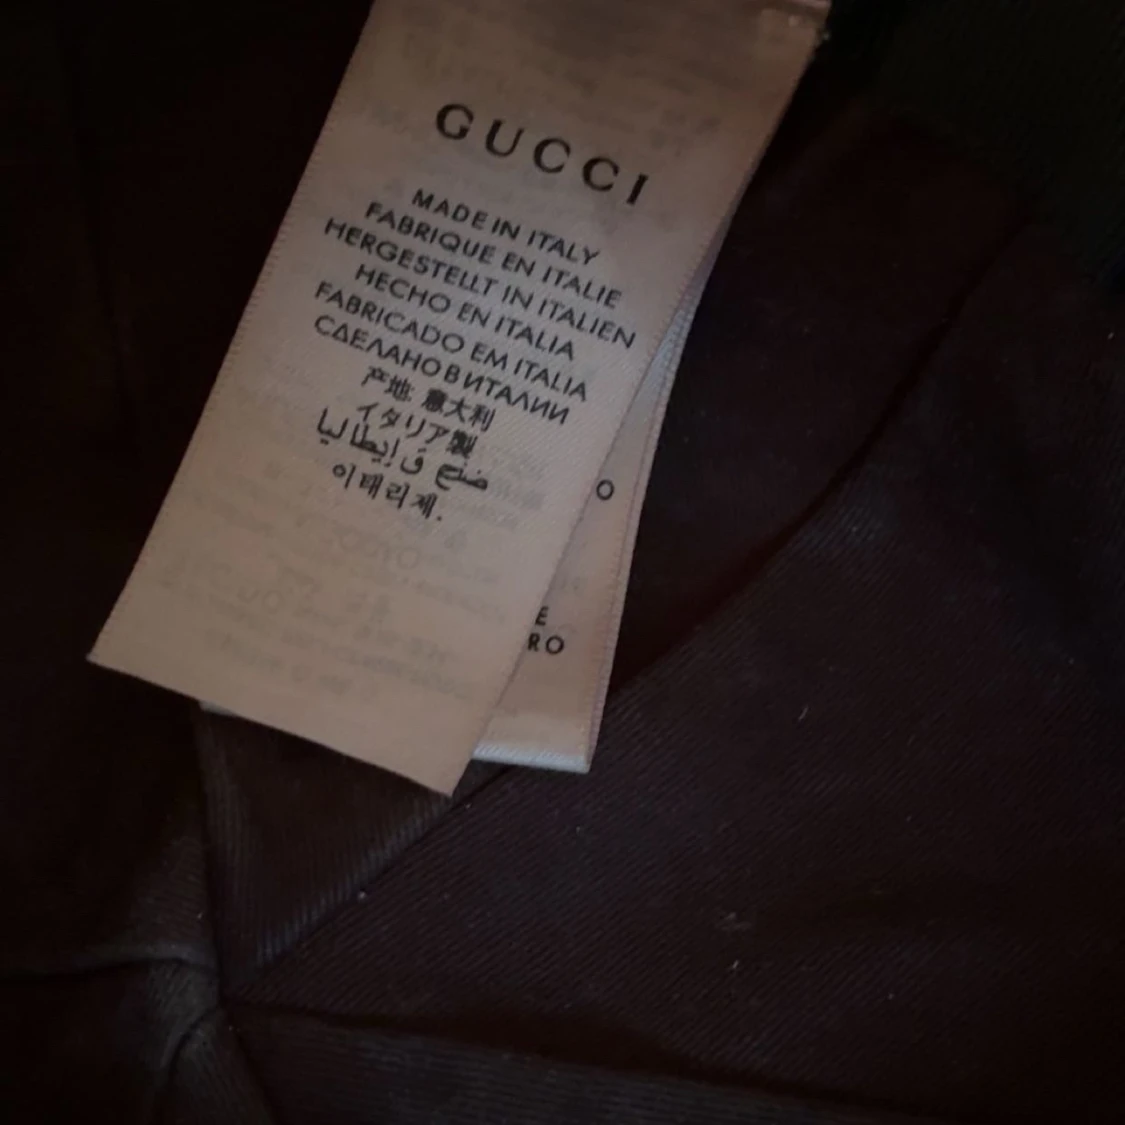 GUCCI
MADE IN ITALY
FABRIQUE EN ITALIE
HERGESTELLT IN ITALIEN
HECHO EN ITALIA
FABRICADO EM ITALIA
СДЕЛАНО В ИТАЛИИ
产地: 意大利
イタリア製
صنع في إيطاليا
이태리제.
O
E
RO